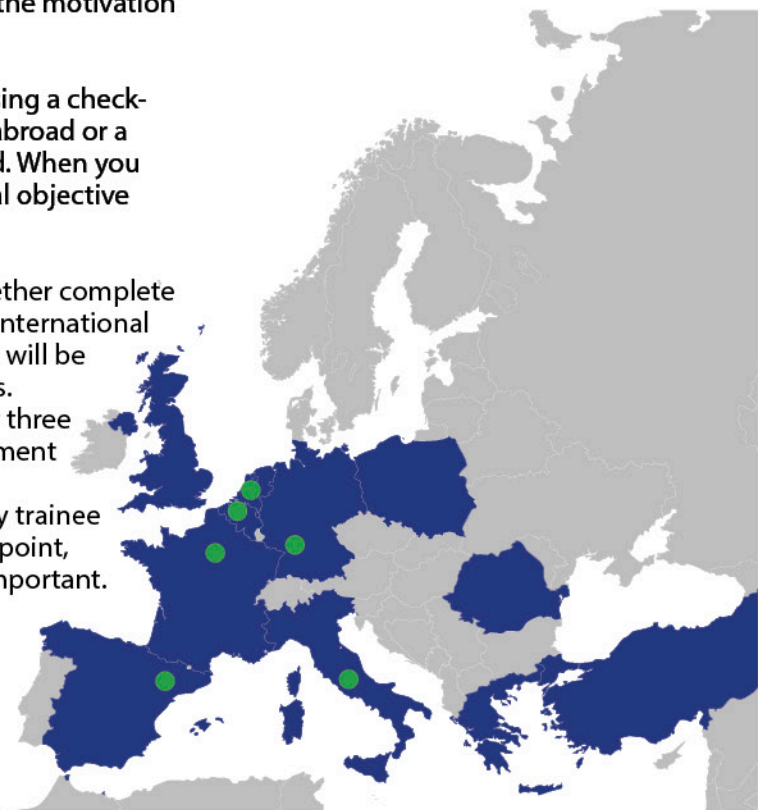 the motivation
ing a check-
abroad or a
d. When you
al objective
ether complete
nternational
will be
s.
three
ment
y trainee
point,
mportant.